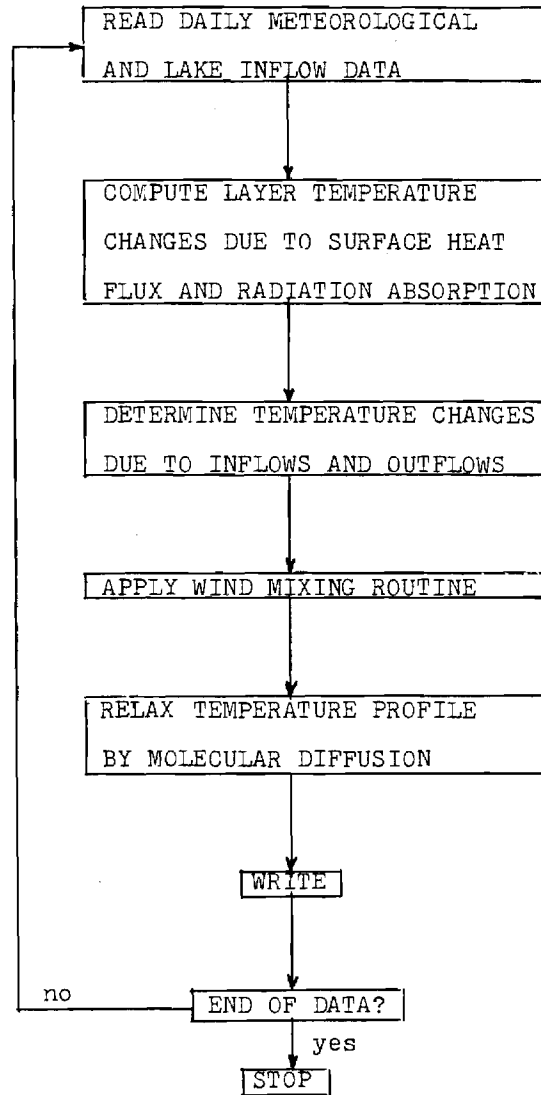 READ DAILY METEOROLOGICAL
AND LAKE INFLOW DATA
COMPUTE LAYER TEMPERATURE
CHANGES DUE TO SURFACE HEAT
FLUX AND RADIATION ABSORPTION
DETERMINE TEMPERATURE CHANGES
DUE TO INFLOWS AND OUTFLOWS
APPLY WIND MIXING ROUTINE
RELAX TEMPERATURE PROFILE
BY MOLECULAR DIFFUSION
WRITE
no
END OF DATA?
yes
STOP